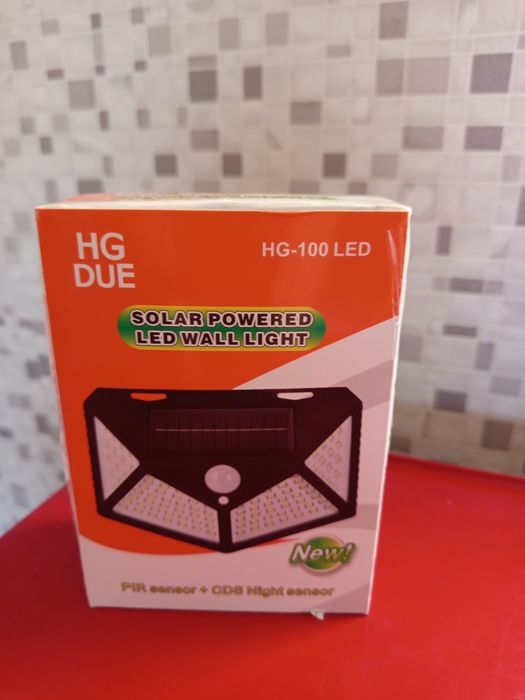 HG
DUE
HG-100 LED
SOLAR POWERED
LED WALL LIGHT
New!
PIR sensor + CDS Night sensor